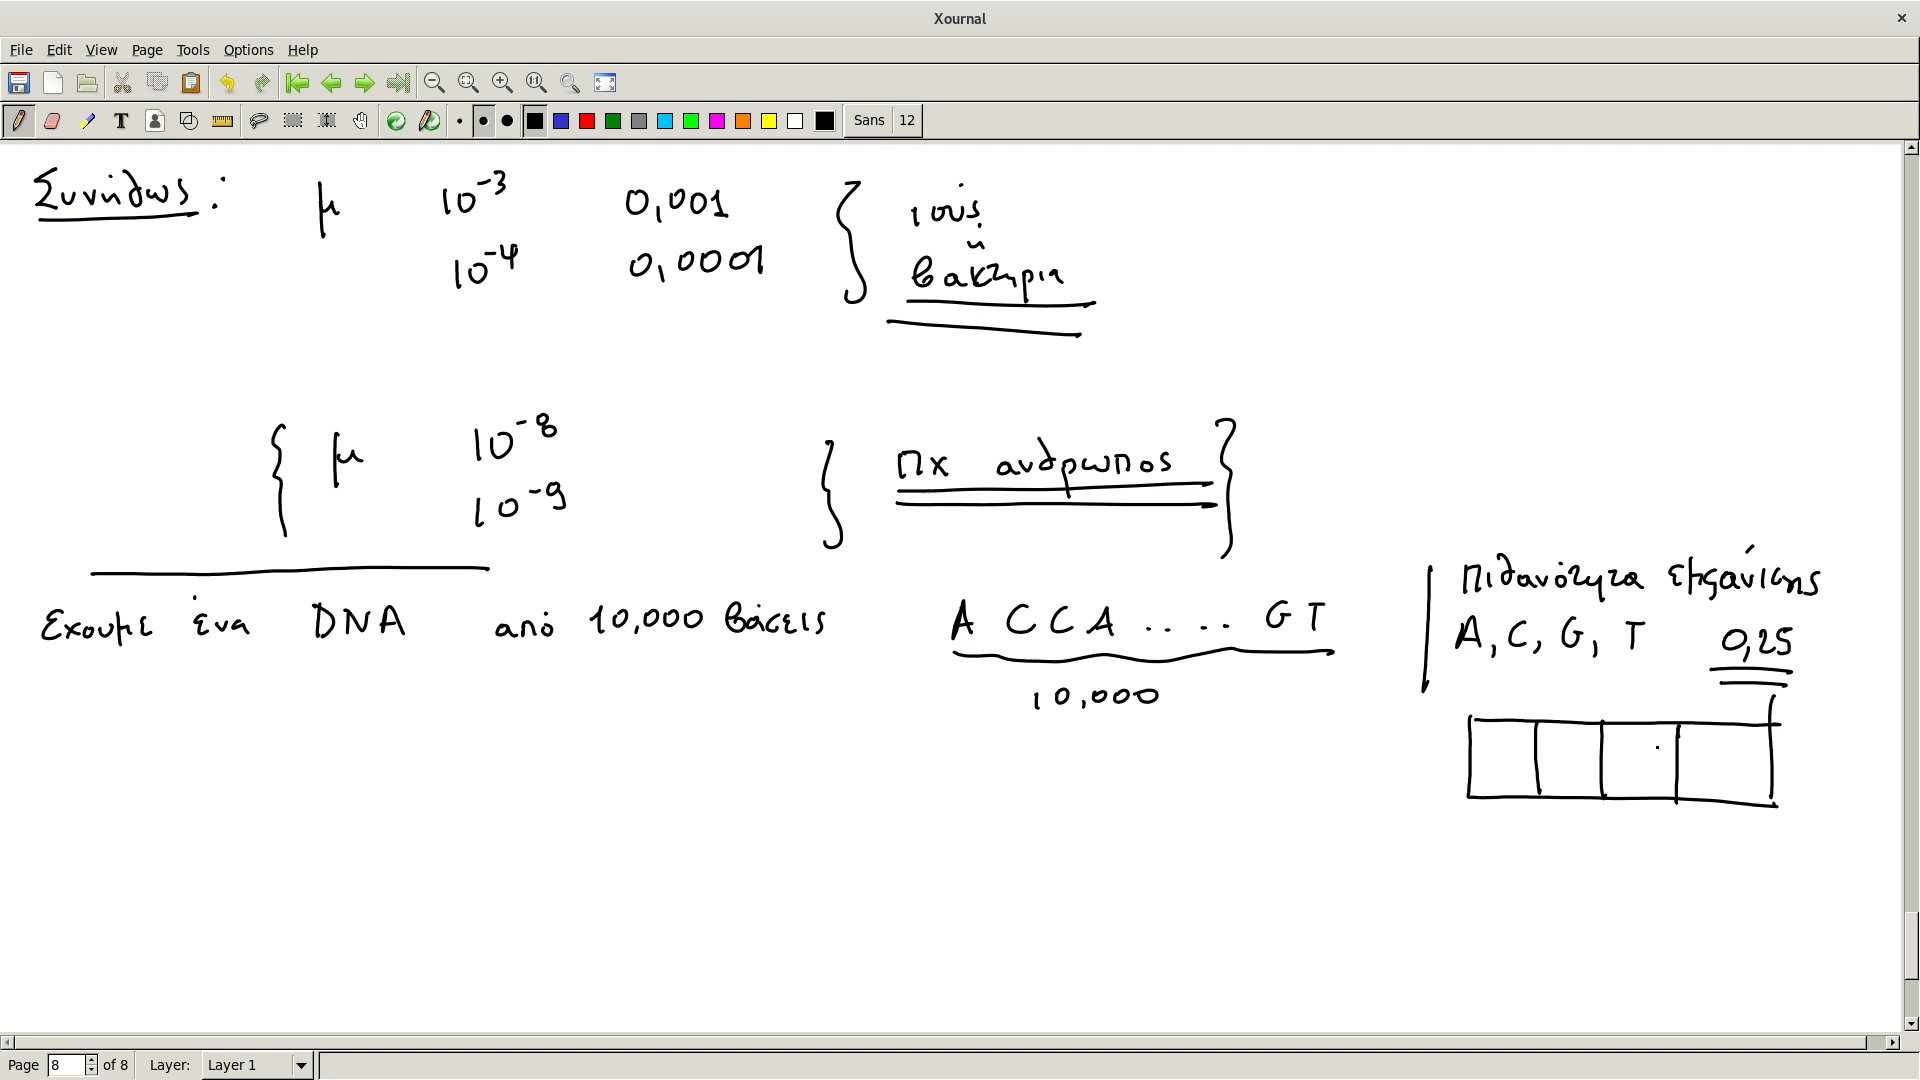 Xournal
File Edit View Page Tools Options Help
Sans 12
Συνήθως: μ 10^-3 0,001 ιούς
10^-4 0,0001 ή
βακτηρια
μ 10^-8 πχ ανθρωπος
10^-9
Εχουμε ένα DNA από 10,000 βάσεις A C C A .... G T
10,000
Πιθανότητα εμφάνισης
A, C, G, T 0,25
Page 8 of 8 Layer: Layer 1